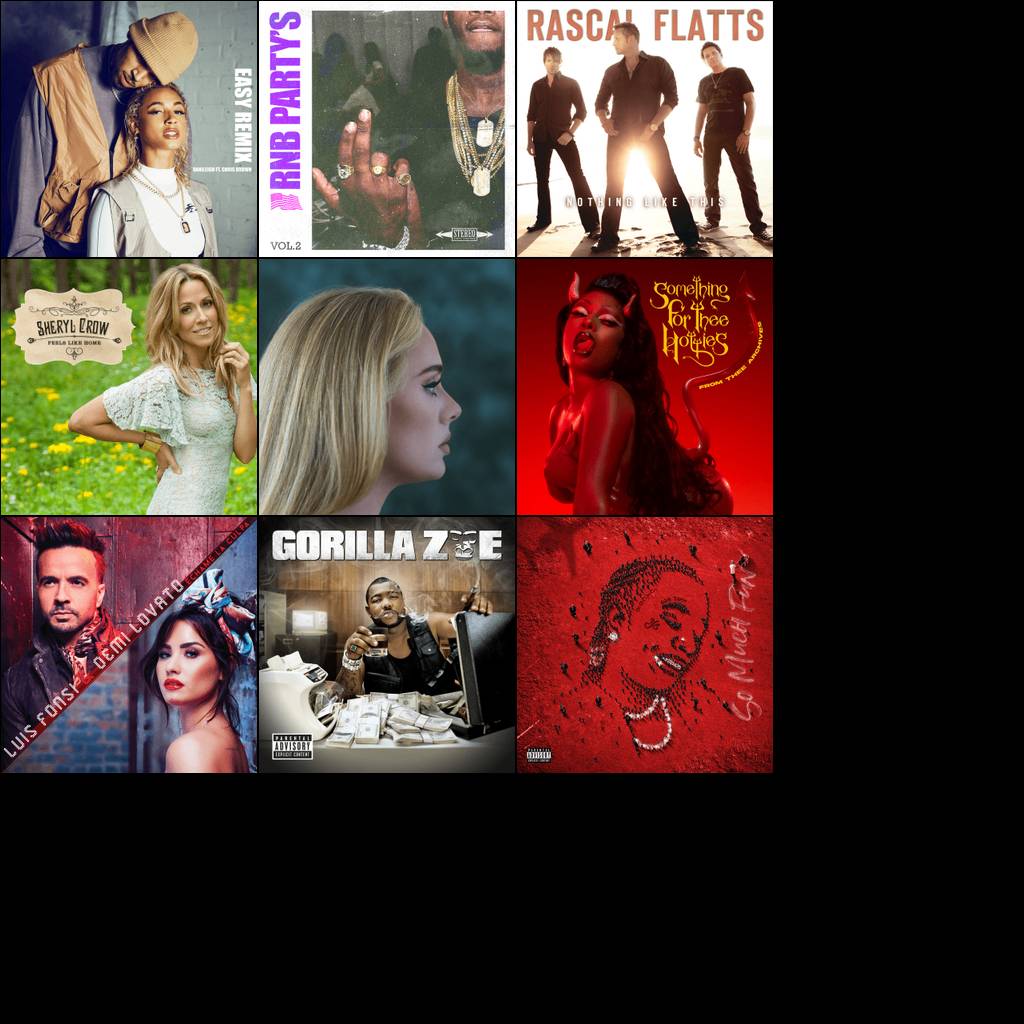 EASY REMIX
DANILEIGH FT. CHRIS BROWN
RNB PARTY'S
VOL.2
STEREO
RASCAL FLATTS
NOTHING LIKE THIS
SHERYL CROW
FEELS LIKE HOME
Something
For Thee
Hotties
FROM THEE ARCHIVES
ÉCHAME LA CULPA
LUIS FONSI DEMI LOVATO
GORILLA ZOE
PARENTAL
ADVISORY
EXPLICIT CONTENT
So Much Fun
PARENTAL
ADVISORY
EXPLICIT CONTENT